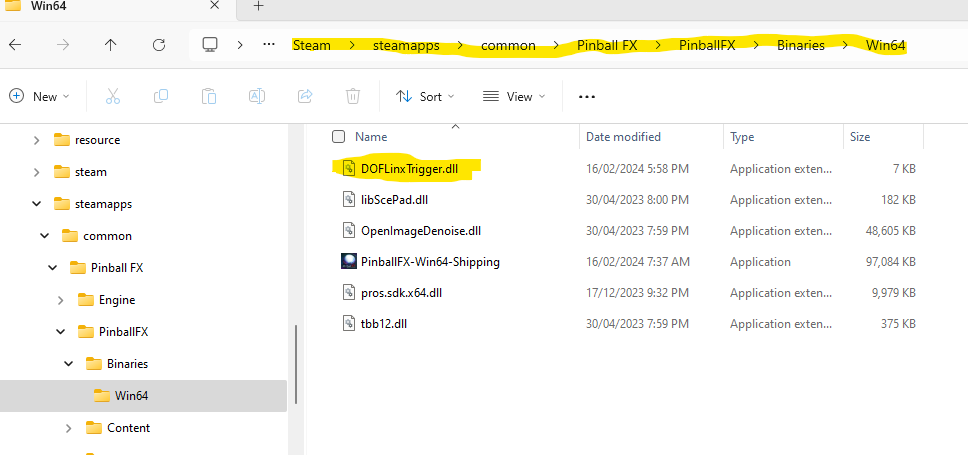 Win64
Steam steamapps common Pinball FX PinballFX Binaries Win64
New Sort View
Name Date modified Type Size
resource
steam
steamapps
common
Pinball FX
Engine
PinballFX
Binaries
Win64
Content
DOFLinxTrigger.dll 16/02/2024 5:58 PM Application exten... 7 KB
libScePad.dll 30/04/2023 8:00 PM Application exten... 182 KB
OpenImageDenoise.dll 30/04/2023 7:59 PM Application exten... 48,605 KB
PinballFX-Win64-Shipping 16/02/2024 7:37 AM Application 97,084 KB
pros.sdk.x64.dll 17/12/2023 9:32 PM Application exten... 9,979 KB
tbb12.dll 30/04/2023 7:59 PM Application exten... 375 KB